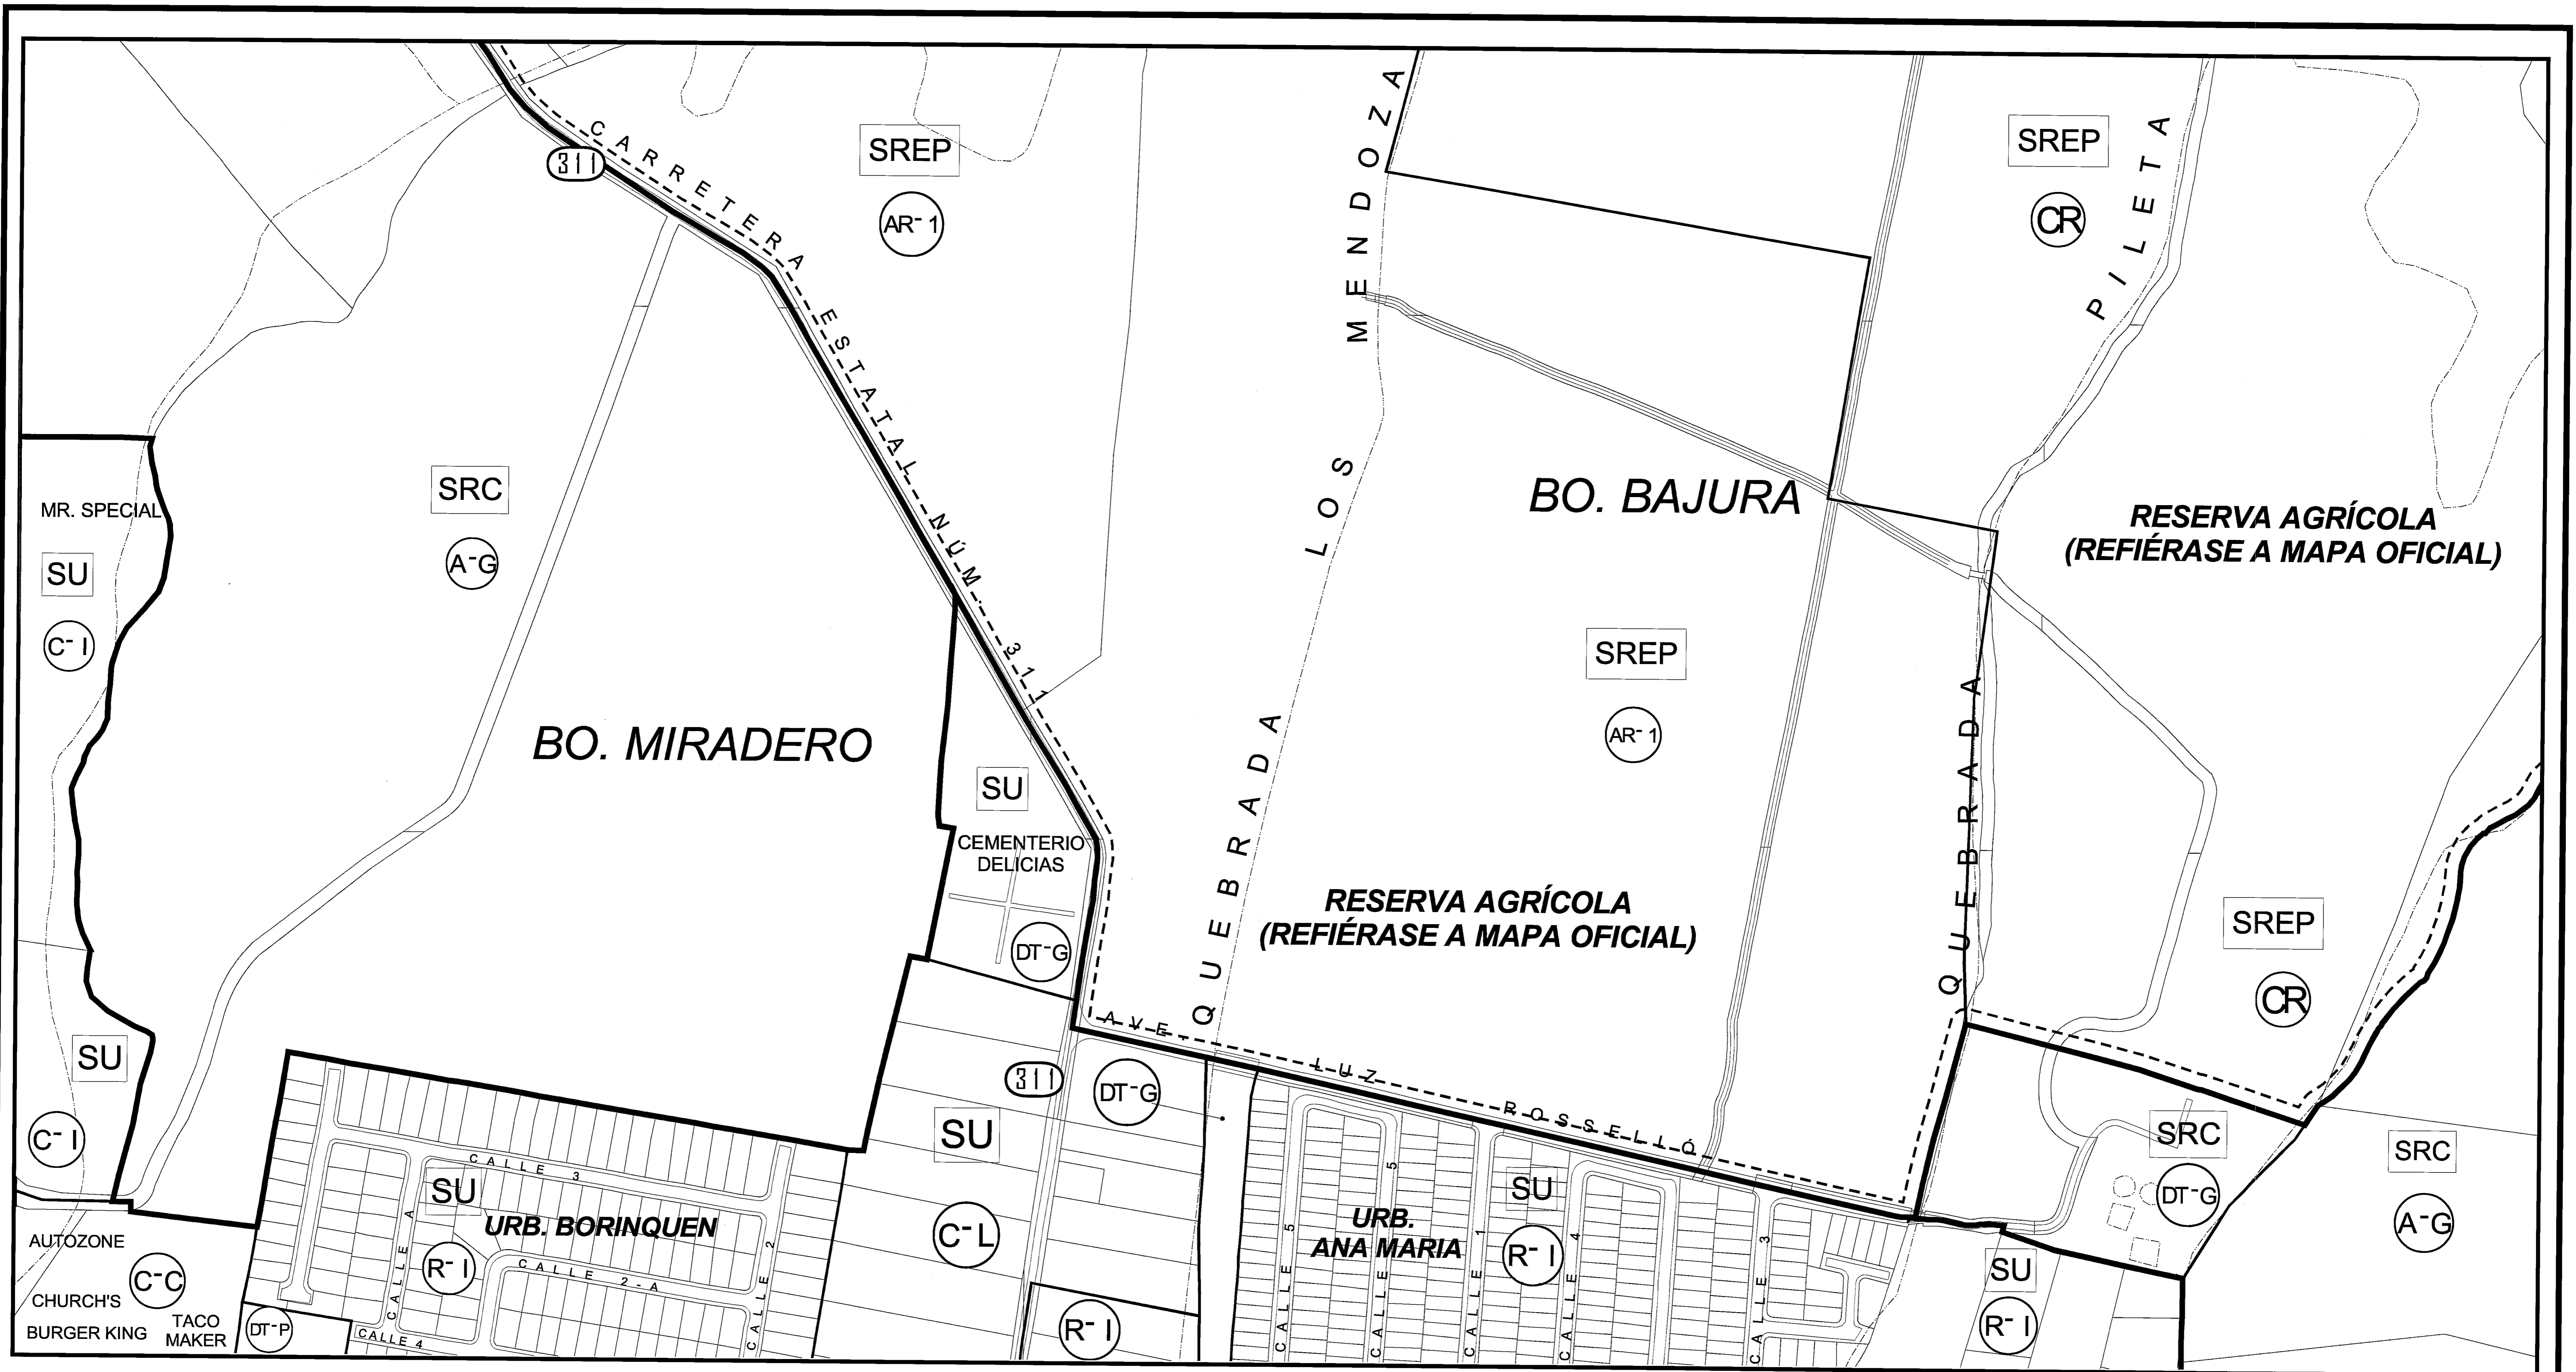 311
CARRETERA ESTATAL NÚM. 311
SREP
AR-1
QUEBRADA LOS MENDOZA
SREP
CR
QUEBRADA PILETA
MR. SPECIAL
SU
C-I
SRC
A-G
BO. MIRADERO
BO. BAJURA
RESERVA AGRÍCOLA
(REFIÉRASE A MAPA OFICIAL)
SREP
AR-1
RESERVA AGRÍCOLA
(REFIÉRASE A MAPA OFICIAL)
SU
CEMENTERIO
DELICIAS
DT-G
SREP
CR
SU
C-I
AVE. LUZ ROSSELLÓ
311
DT-G
SU
C-L
R-I
CALLE 3
SU
URB. BORINQUEN
R-I
CALLE A
CALLE 2-A
CALLE 2
CALLE 4
DT-P
AUTOZONE
C-C
CHURCH'S
BURGER KING
TACO
MAKER
URB.
ANA MARIA
SU
R-I
CALLE 5
CALLE 5
CALLE 1
CALLE 4
CALLE 3
SRC
DT-G
SU
R-I
SRC
A-G